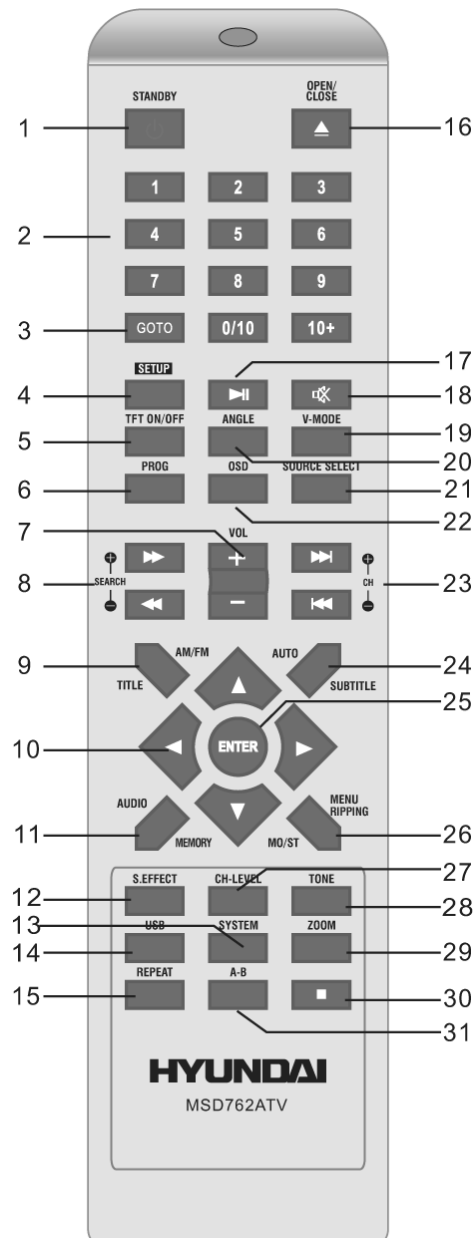 STANDBY
OPEN/
CLOSE
1
16
1 2 3
2
4 5 6
7 8 9
3
GOTO 0/10 10+
17
SETUP
4
18
TFT ON/OFF ANGLE V-MODE
5
19
20
PROG OSD SOURCE SELECT
6
21
22
7
VOL
+
SEARCH
8
CH
23
−
AM/FM
AUTO
9
24
TITLE
SUBTITLE
25
10
ENTER
AUDIO
MENU
RIPPING
11
MEMORY
MO/ST
26
27
S.EFFECT CH-LEVEL TONE
12
28
13
USB SYSTEM ZOOM
14
29
REPEAT A-B
15
30
31
HYUNDAI
MSD762ATV